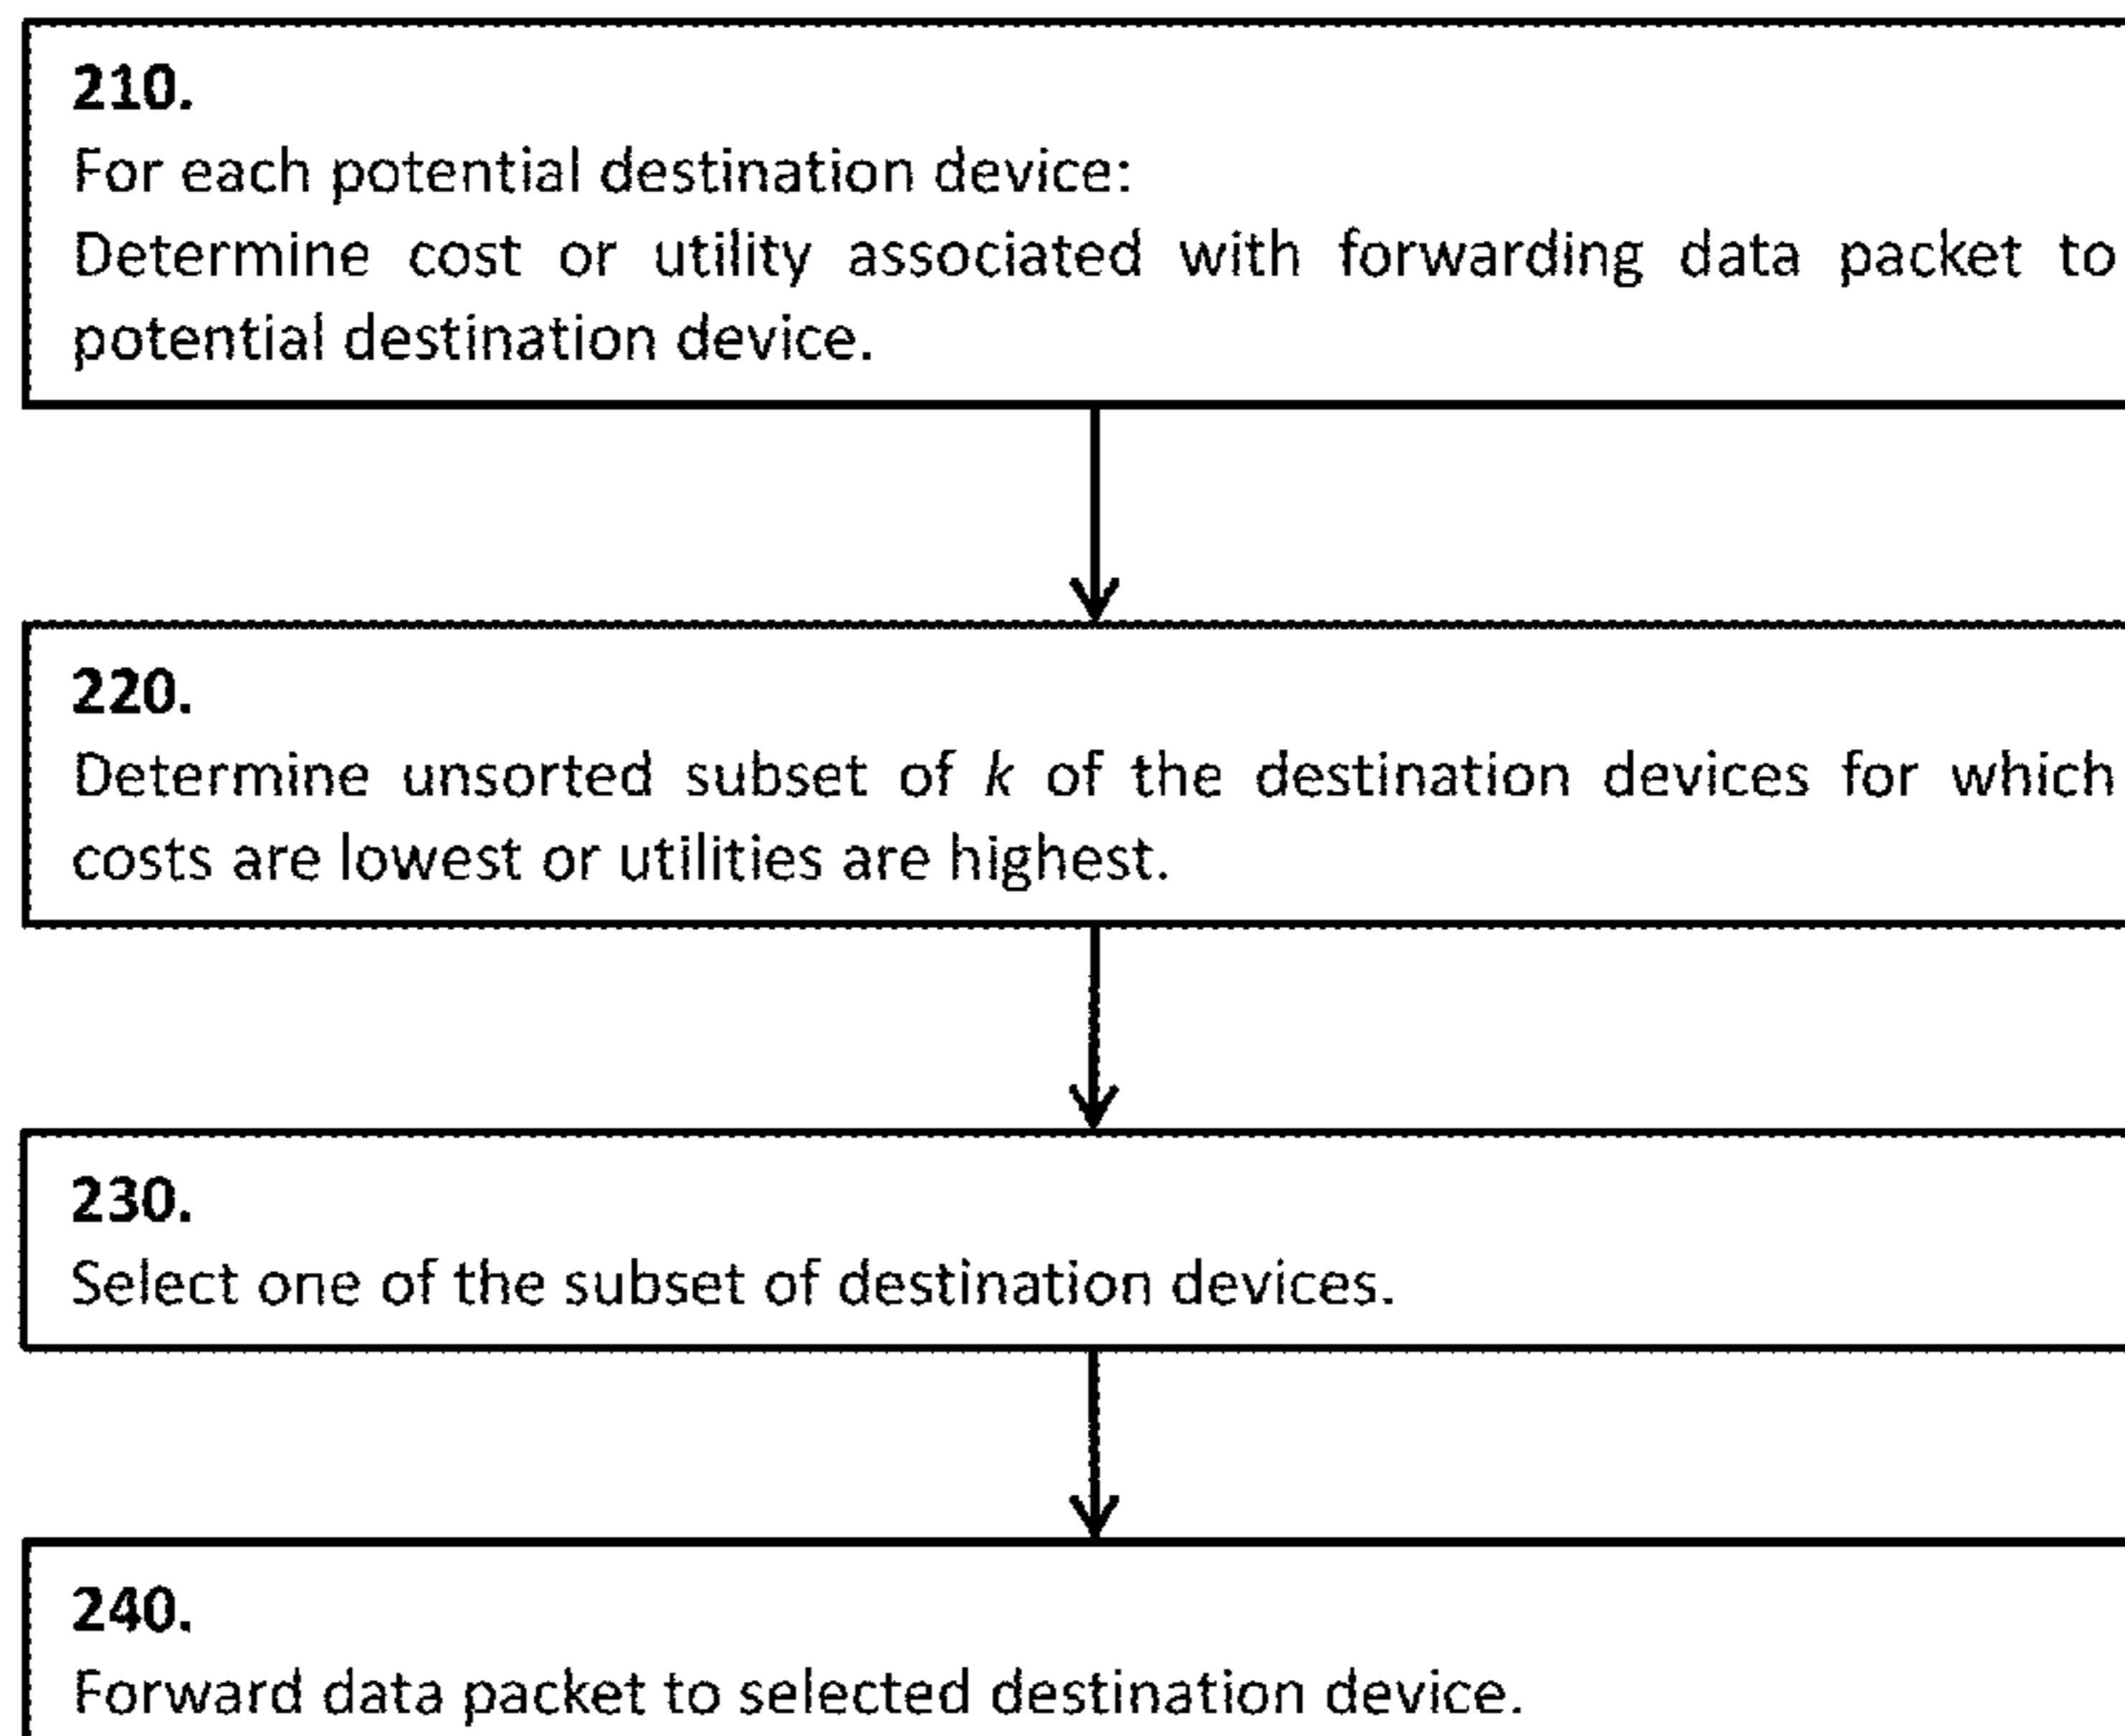 210.
For each potential destination device:
Determine cost or utility associated with forwarding data packet to
potential destination device.
220.
Determine unsorted subset of k of the destination devices for which
costs are lowest or utilities are highest.
230.
Select one of the subset of destination devices.
240.
Forward data packet to selected destination device.